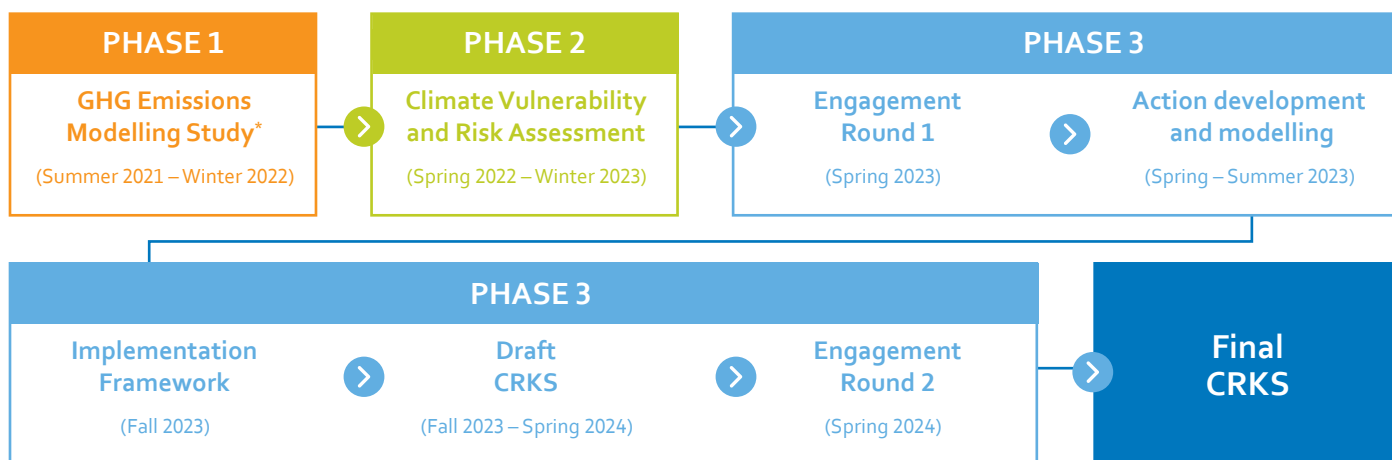 PHASE 1
GHG Emissions
Modelling Study*
(Summer 2021 – Winter 2022)
PHASE 2
Climate Vulnerability
and Risk Assessment
(Spring 2022 – Winter 2023)
PHASE 3
Engagement
Round 1
(Spring 2023)
Action development
and modelling
(Spring – Summer 2023)
PHASE 3
Implementation
Framework
(Fall 2023)
Draft
CRKS
(Fall 2023 – Spring 2024)
Engagement
Round 2
(Spring 2024)
Final
CRKS